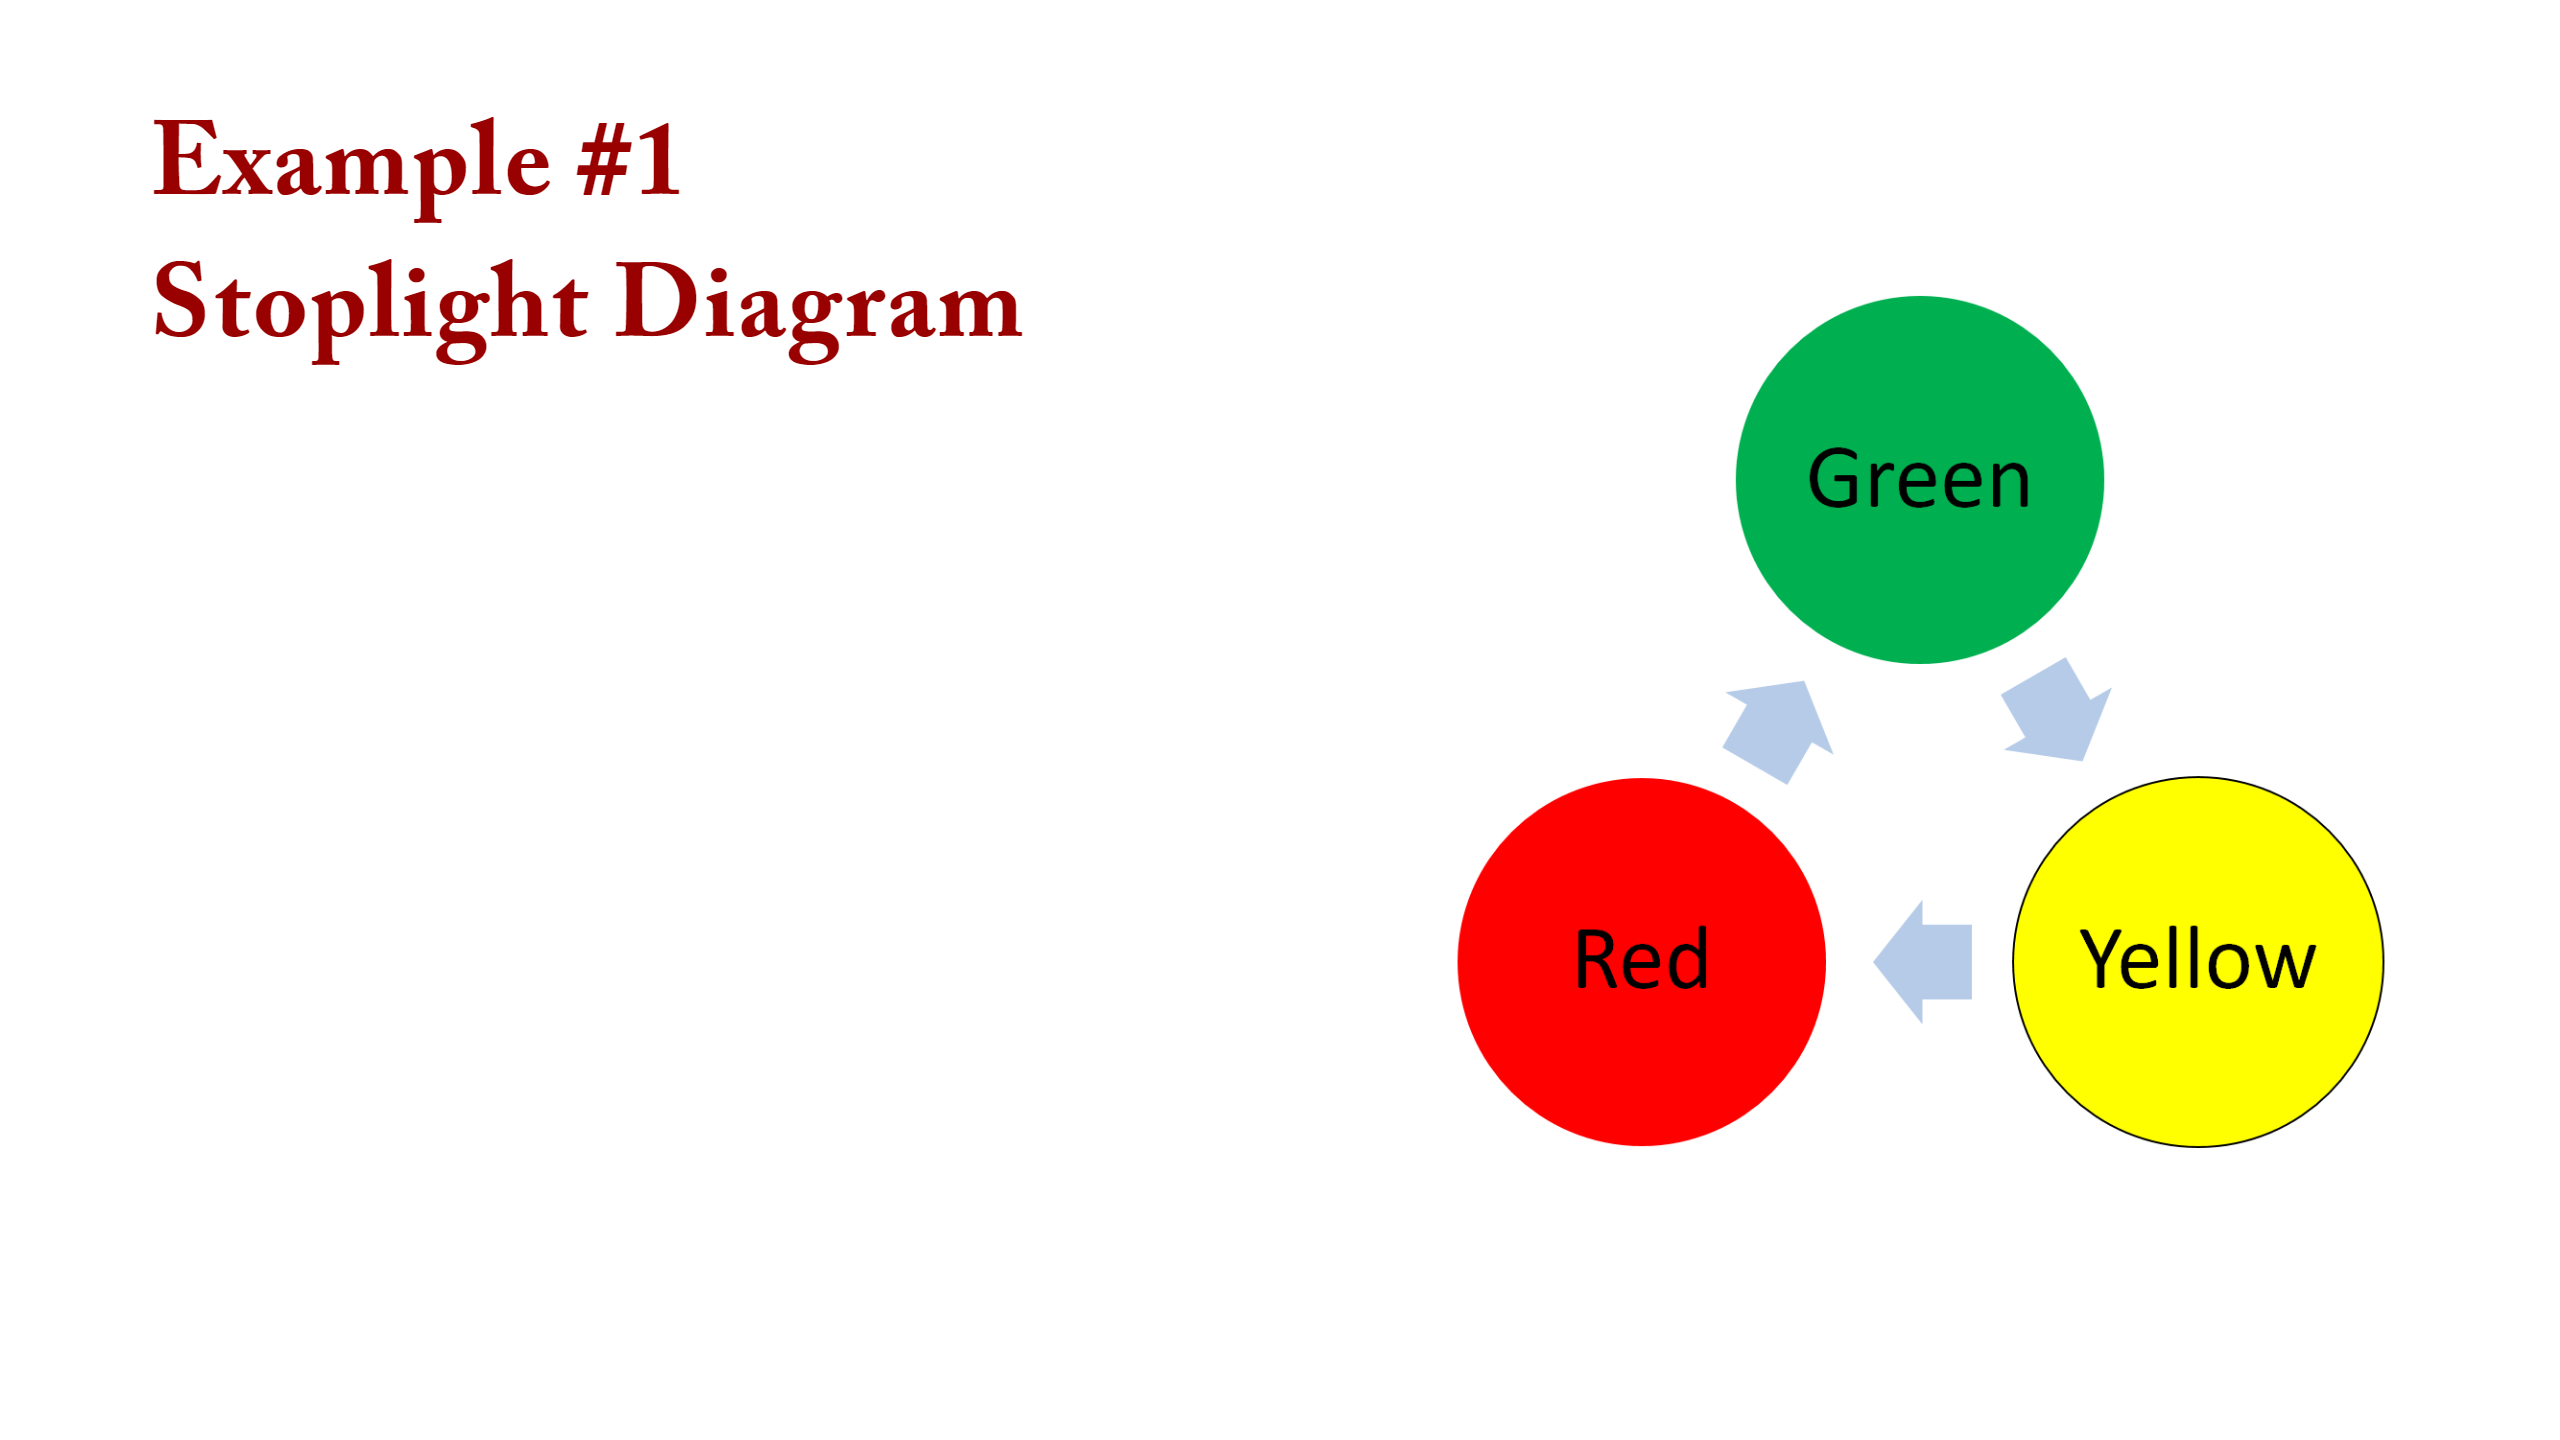 Example #1
Stoplight Diagram
Green
Red
Yellow